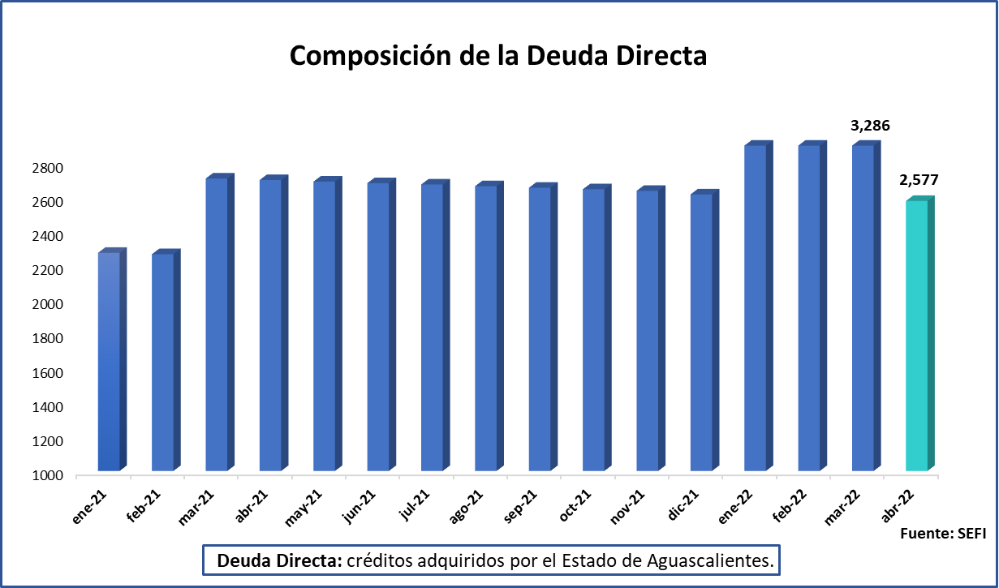 Composición de la Deuda Directa
3,286
2,577
2800
2600
2400
2200
2000
1800
1600
1400
1200
1000
ene-21
feb-21
mar-21
abr-21
may-21
jun-21
jul-21
ago-21
sep-21
oct-21
nov-21
dic-21
ene-22
feb-22
mar-22
abr-22
Fuente: SEFI
Deuda Directa: créditos adquiridos por el Estado de Aguascalientes.